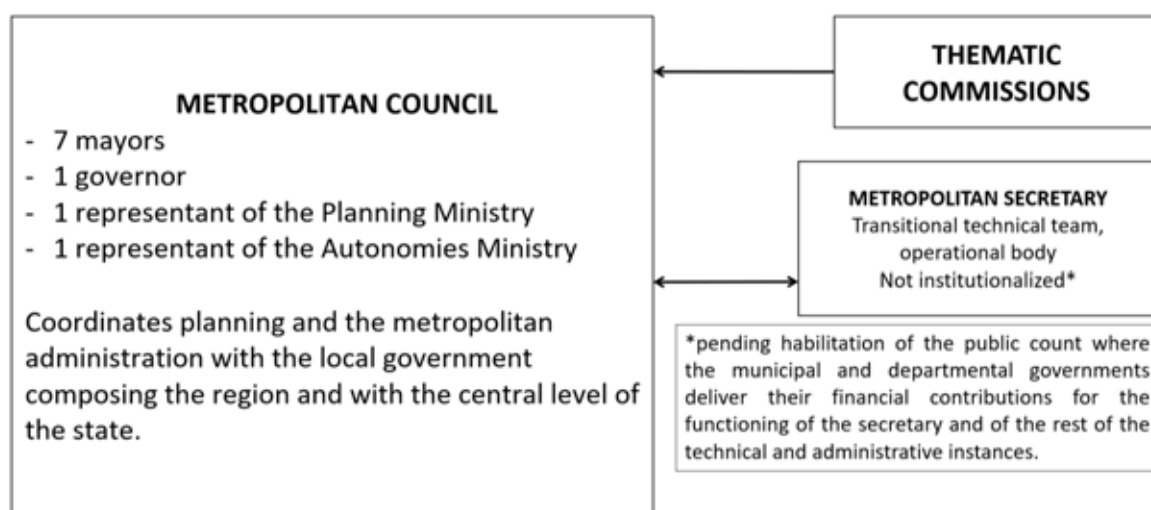 METROPOLITAN COUNCIL
- 7 mayors
- 1 governor
- 1 representant of the Planning Ministry
- 1 representant of the Autonomies Ministry
Coordinates planning and the metropolitan
administration with the local government
composing the region and with the central level of
the state.
THEMATIC
COMMISSIONS
METROPOLITAN SECRETARY
Transitional technical team,
operational body
Not institutionalized*
*pending habilitation of the public count where
the municipal and departmental governments
deliver their financial contributions for the
functioning of the secretary and of the rest of the
technical and administrative instances.